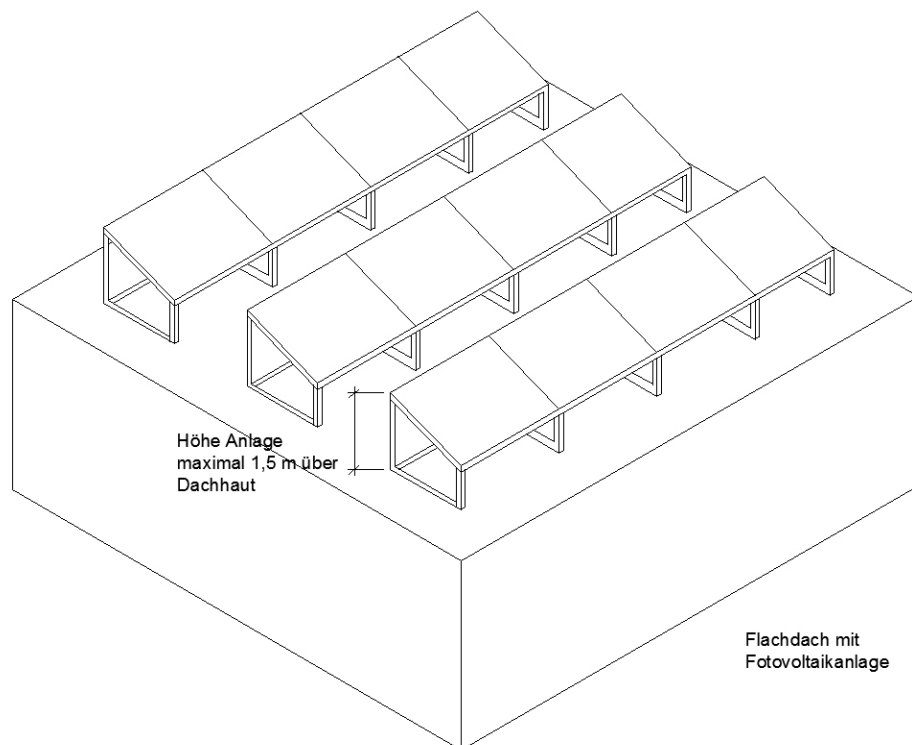 Höhe Anlage
maximal 1,5 m über
Dachhaut
Flachdach mit
Fotovoltaikanlage